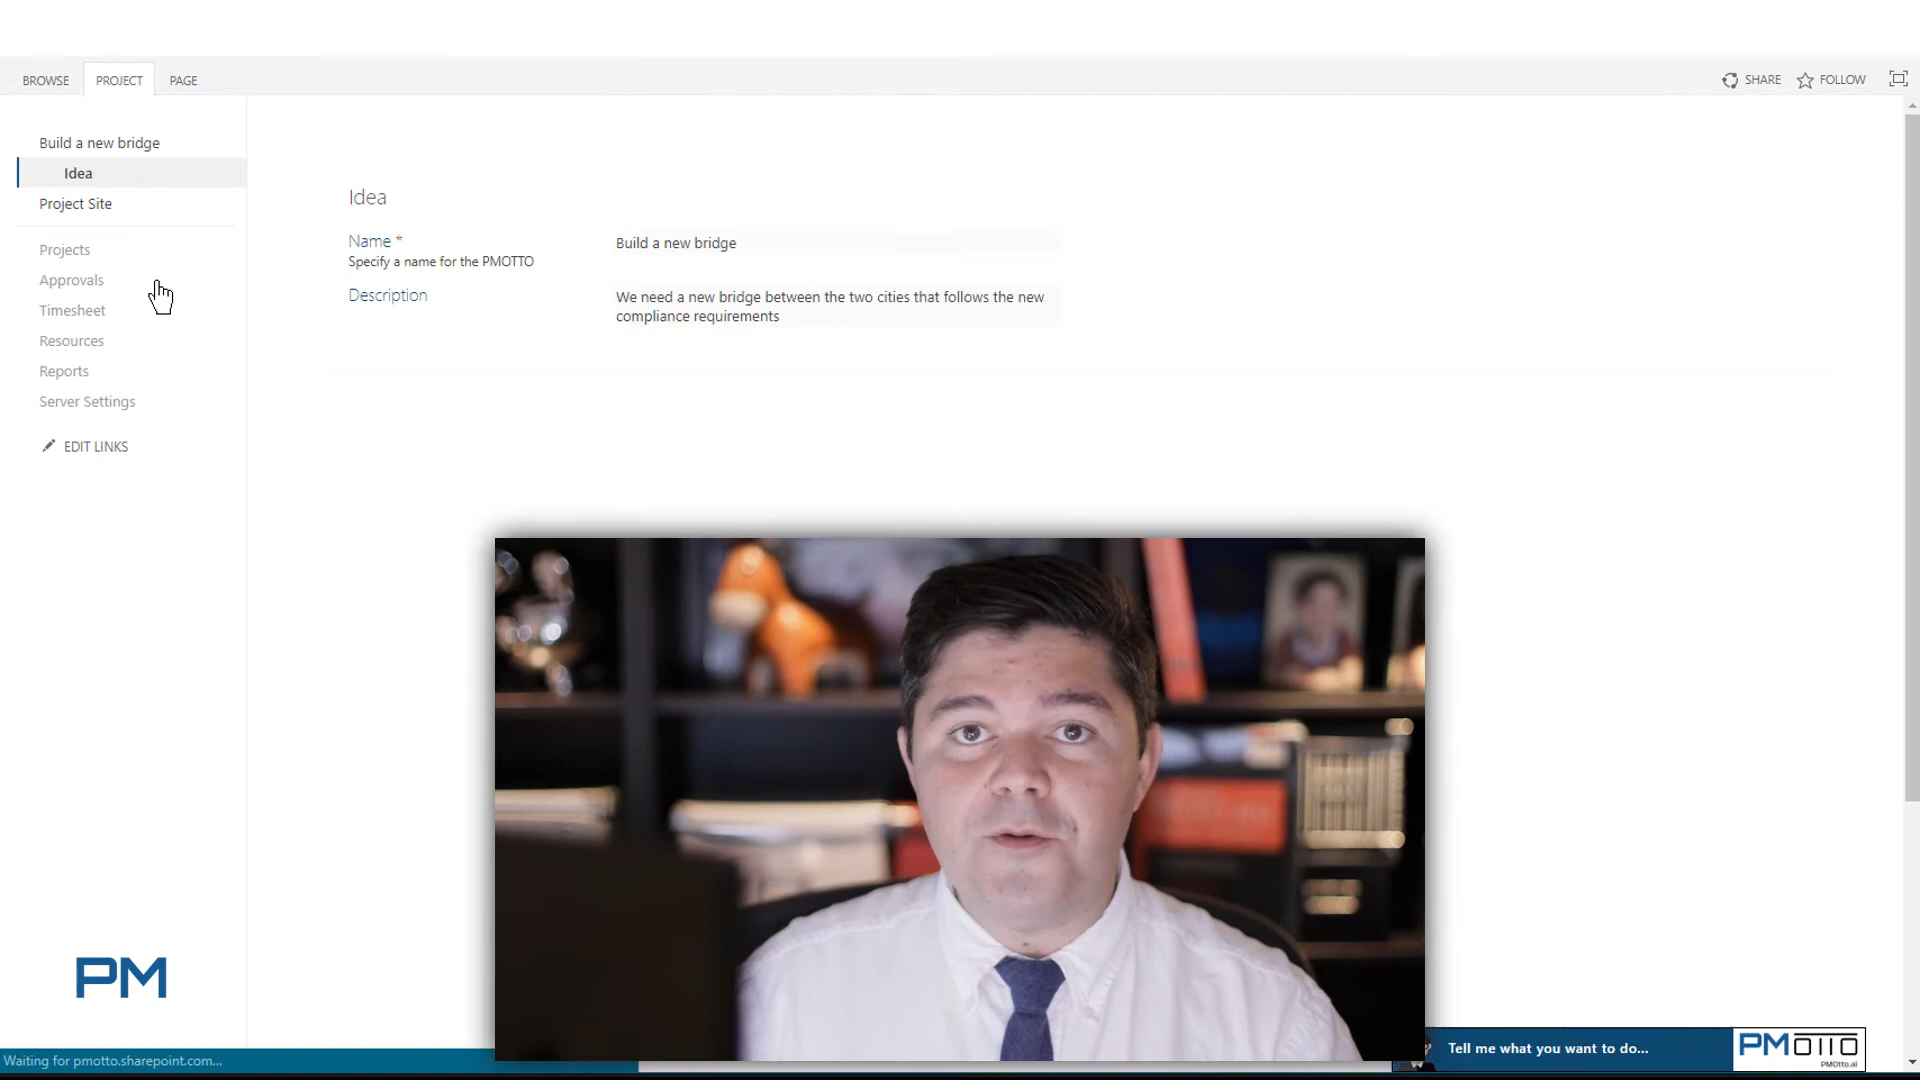 BROWSE PROJECT PAGE SHARE FOLLOW
Build a new bridge
Idea
Project Site
Projects
Approvals
Timesheet
Resources
Reports
Server Settings
EDIT LINKS
Idea
Name * Build a new bridge
Specify a name for the PMOTTO
Description We need a new bridge between the two cities that follows the new
compliance requirements
PM
Waiting for pmotto.sharepoint.com...
Tell me what you want to do...
PMOTTO
PMOtto.ai